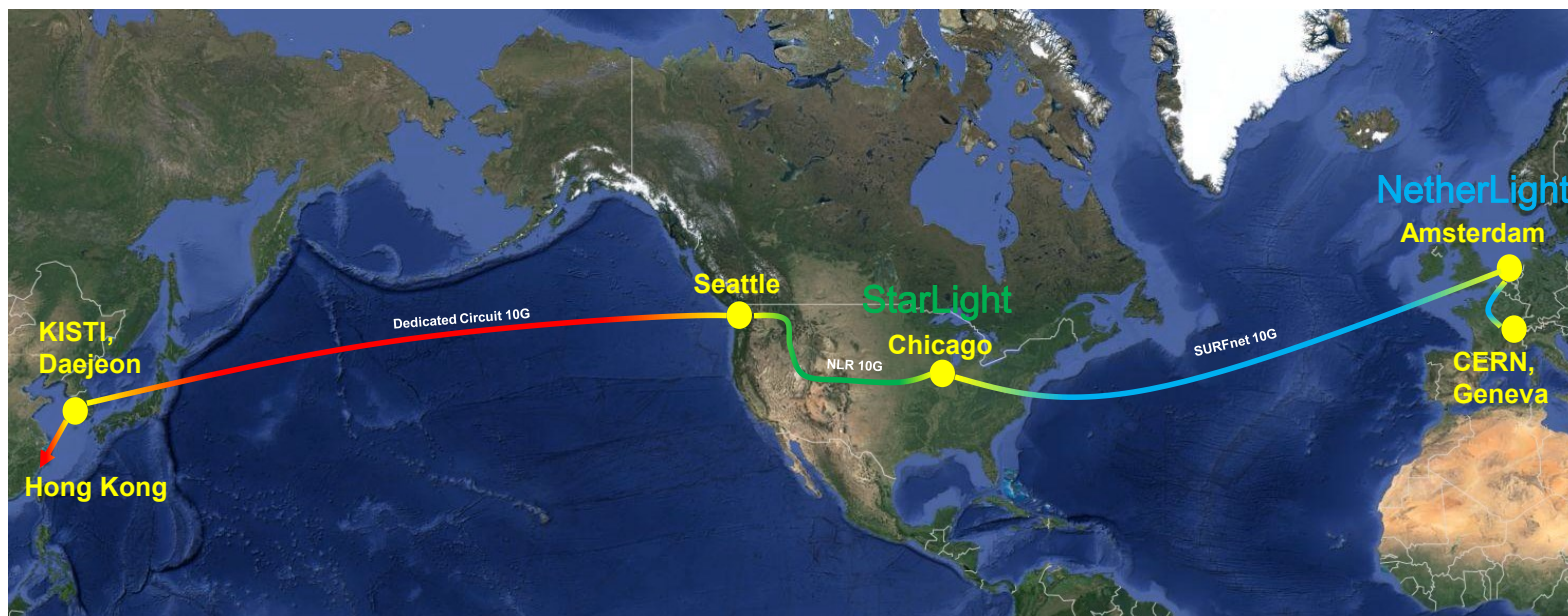 NetherLight
Amsterdam
Seattle
StarLight
Dedicated Circuit 10G
KISTI,
Daejeon
Chicago
SURFnet 10G
NLR 10G
CERN,
Geneva
Hong Kong